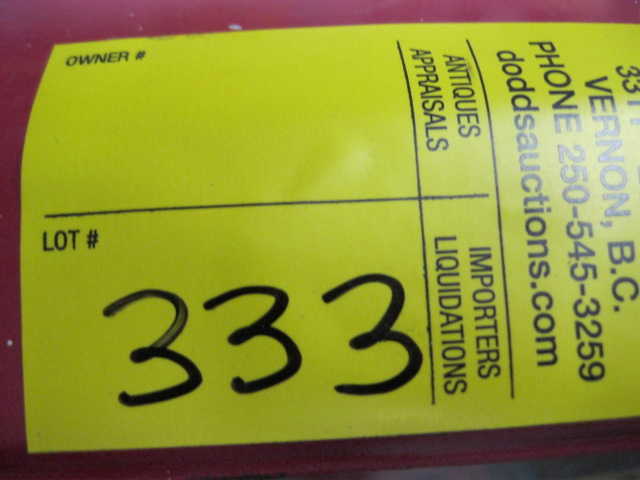 OWNER #
LOT #
333
ANTIQUES
APPRAISALS
IMPORTERS
LIQUIDATIONS
VERNON, B.C.
PHONE 250-545-3259
doddsauctions.com